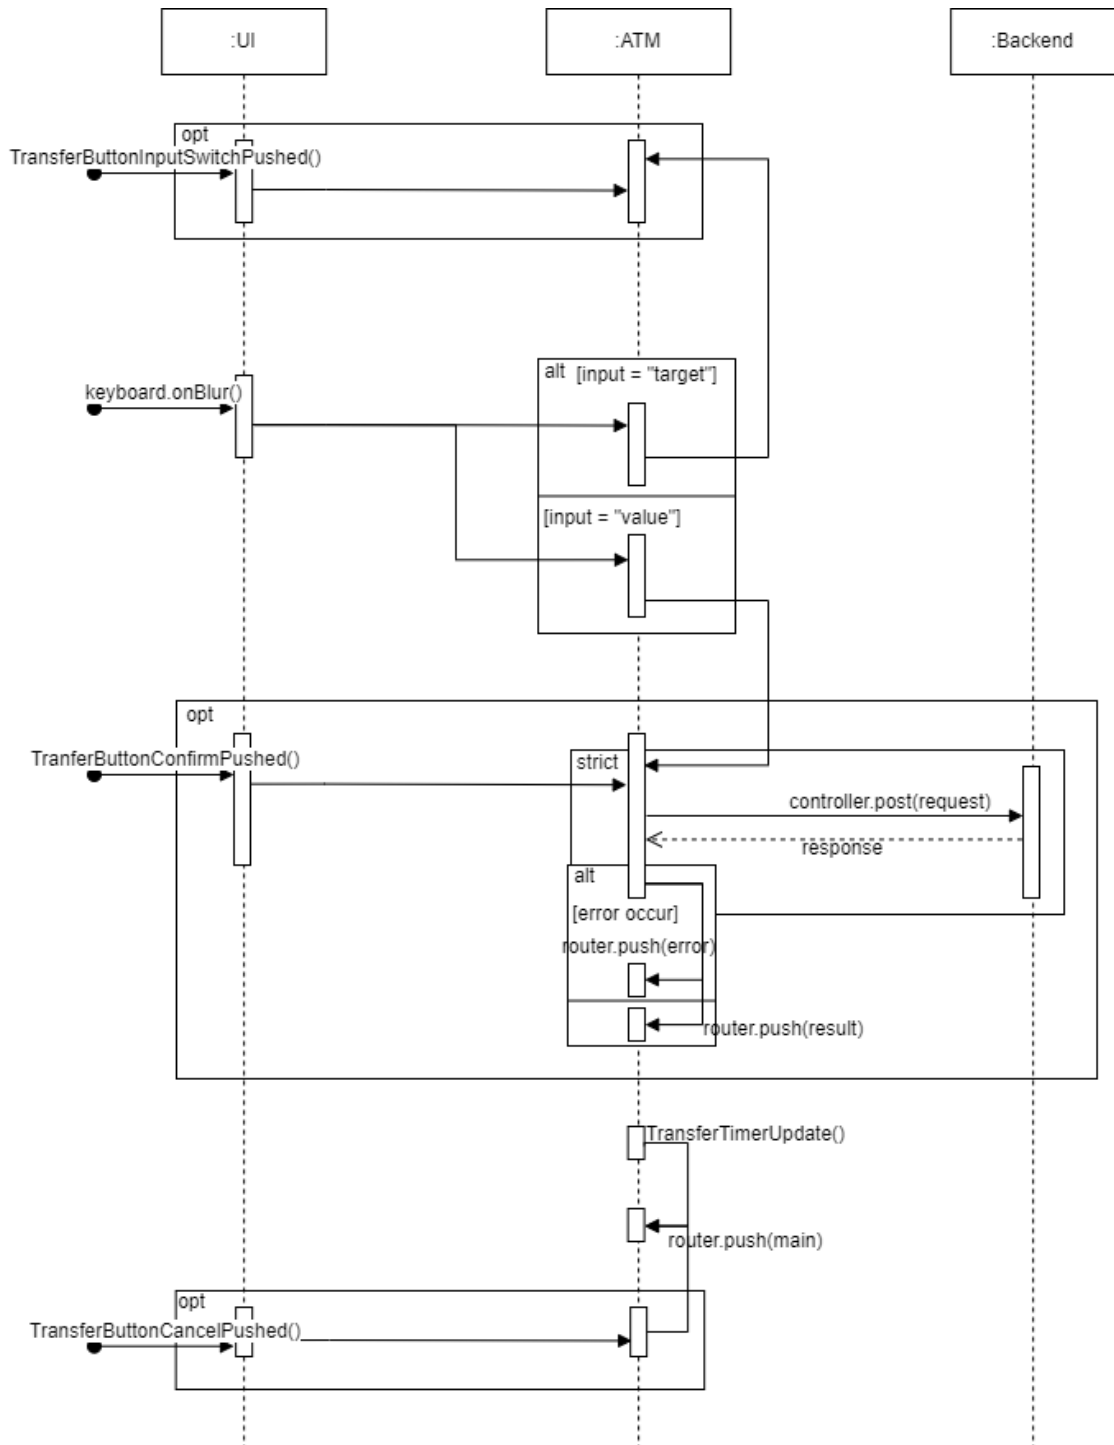 :UI
:ATM
:Backend
opt
TransferButtonInputSwitchPushed()
alt
[input = "target"]
keyboard.onBlur()
[input = "value"]
opt
TranferButtonConfirmPushed()
strict
controller.post(request)
response
alt
[error occur]
router.push(error)
router.push(result)
TransferTimerUpdate()
router.push(main)
opt
TransferButtonCancelPushed()